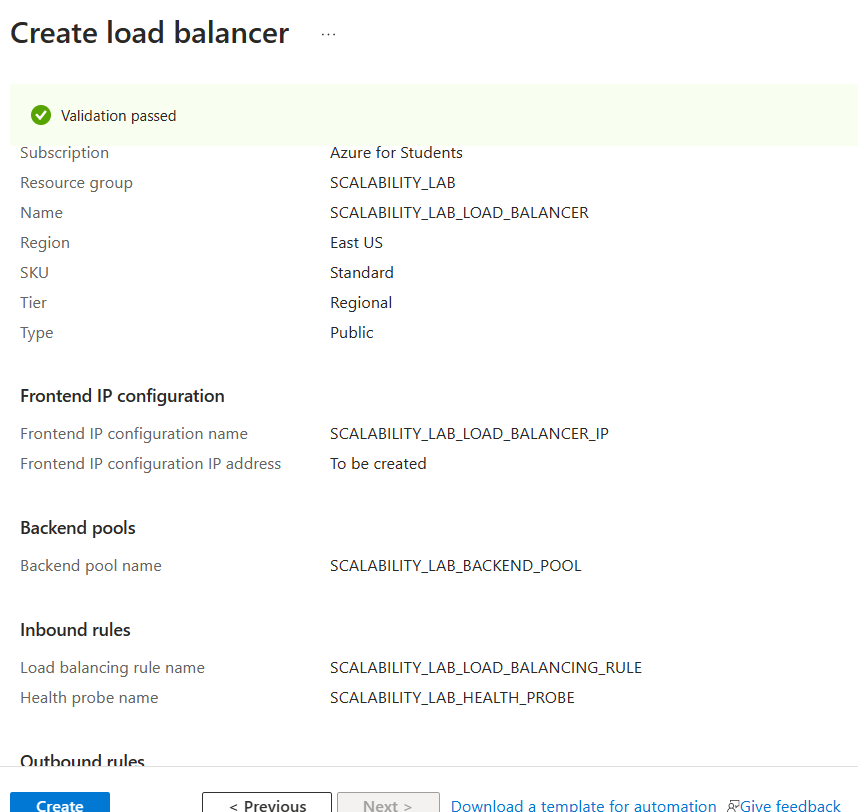 Create load balancer ...
Validation passed
Subscription Azure for Students
Resource group SCALABILITY_LAB
Name SCALABILITY_LAB_LOAD_BALANCER
Region East US
SKU Standard
Tier Regional
Type Public
Frontend IP configuration
Frontend IP configuration name SCALABILITY_LAB_LOAD_BALANCER_IP
Frontend IP configuration IP address To be created
Backend pools
Backend pool name SCALABILITY_LAB_BACKEND_POOL
Inbound rules
Load balancing rule name SCALABILITY_LAB_LOAD_BALANCING_RULE
Health probe name SCALABILITY_LAB_HEALTH_PROBE
Outbound rules
Create < Previous Next > Download a template for automation Give feedback